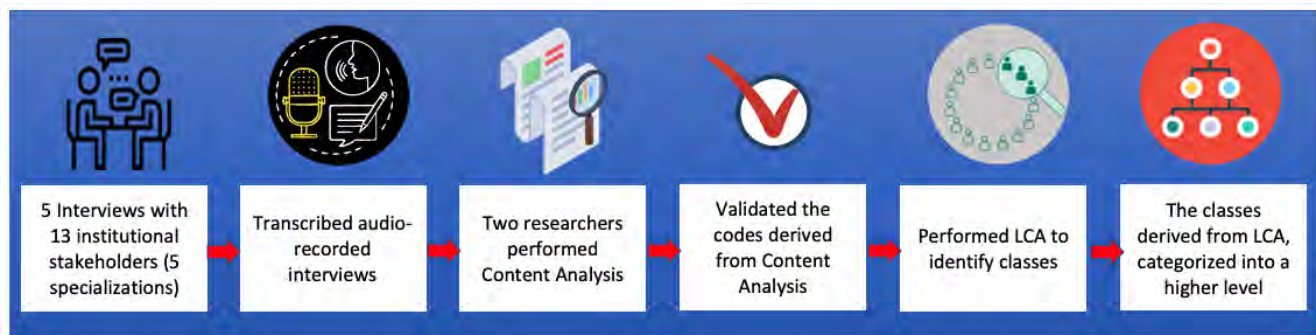 5 Interviews with
13 institutional
stakeholders (5
specializations)
Transcribed audio-
recorded
interviews
Two researchers
performed
Content Analysis
Validated the
codes derived
from Content
Analysis
Performed LCA to
identify classes
The classes
derived from LCA,
categorized into a
higher level